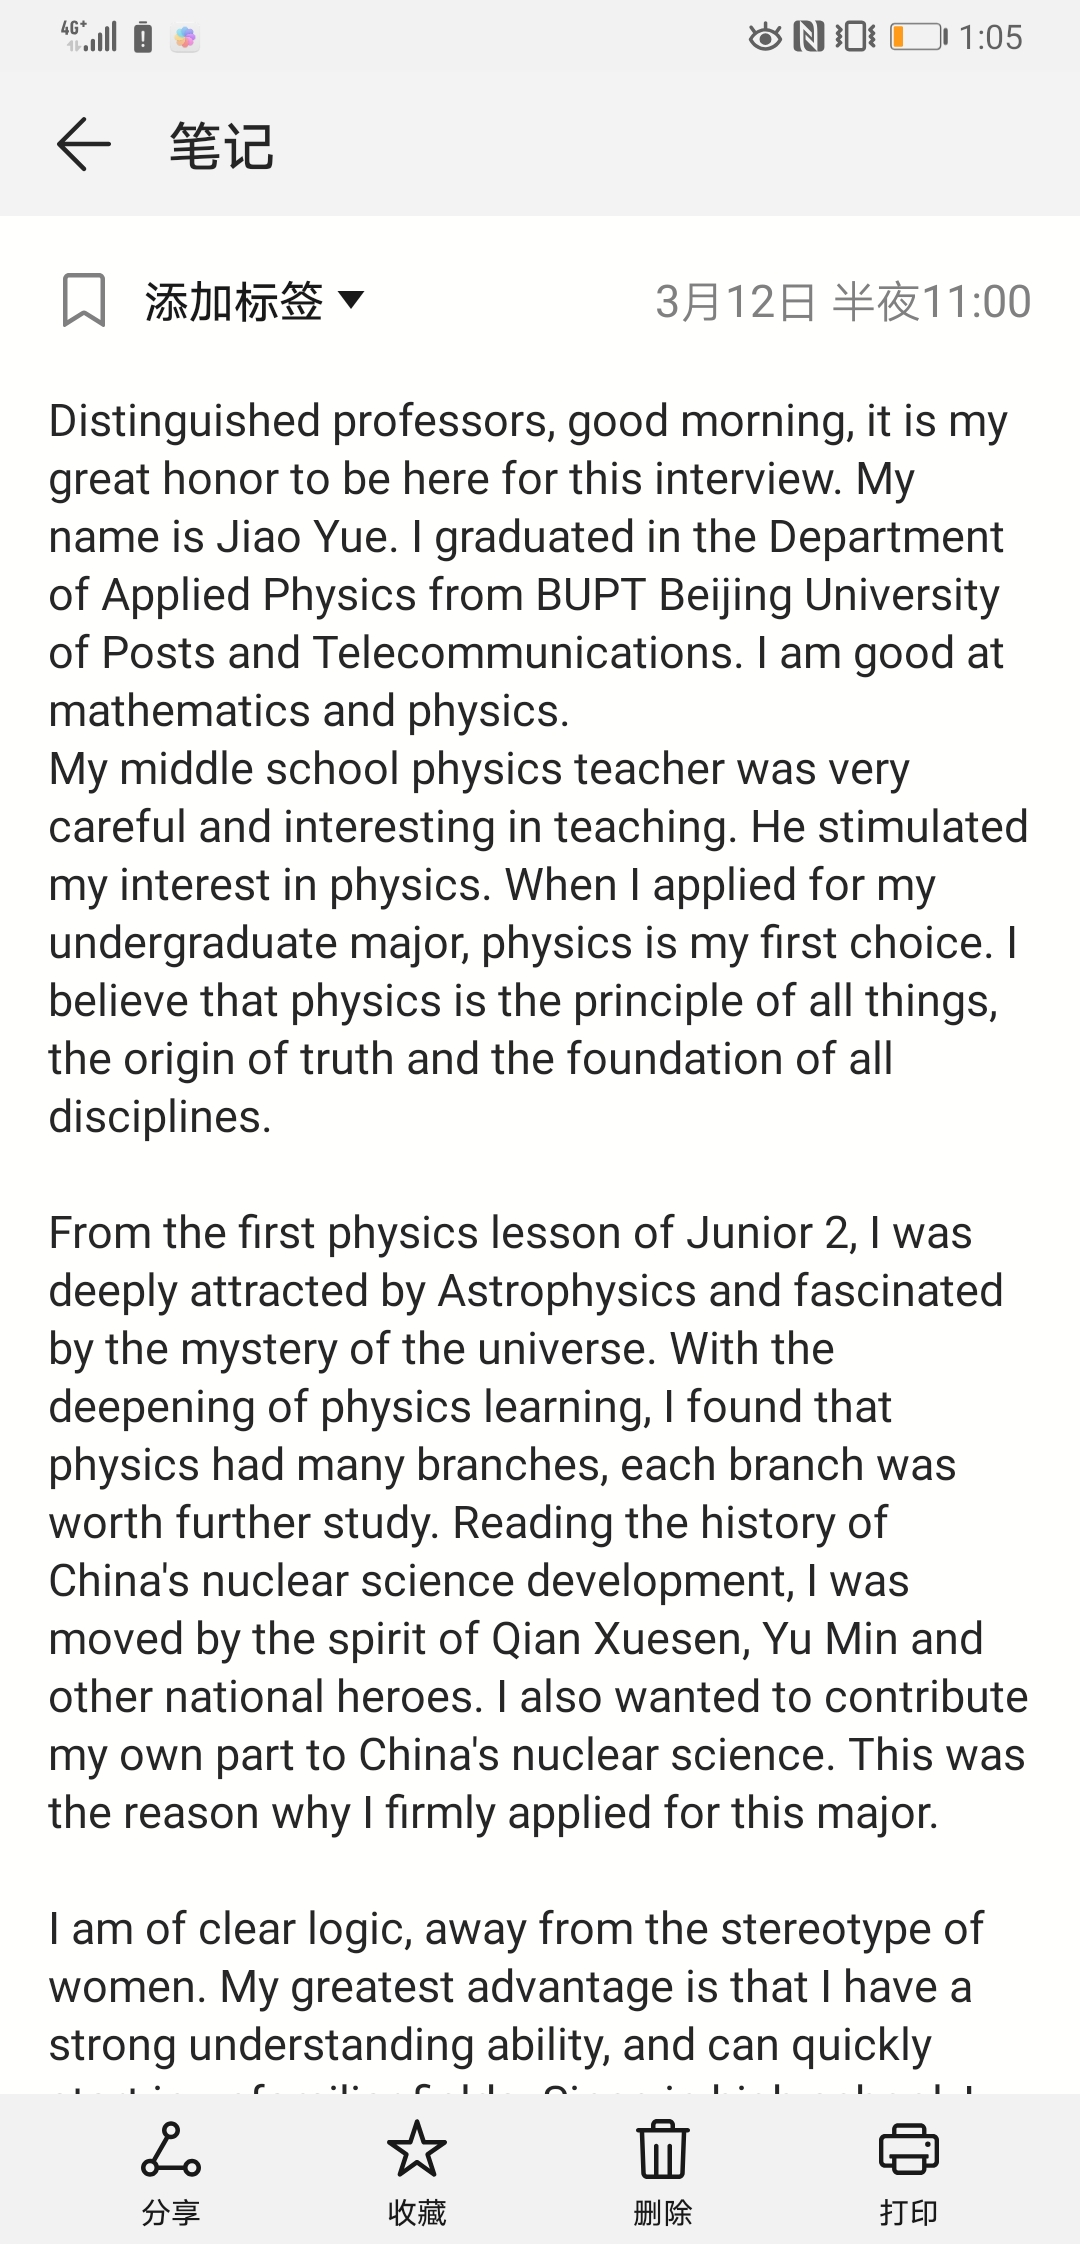 4G+
1:05
笔记
添加标签
3月12日 半夜11:00
Distinguished professors, good morning, it is my
great honor to be here for this interview. My
name is Jiao Yue. I graduated in the Department
of Applied Physics from BUPT Beijing University
of Posts and Telecommunications. I am good at
mathematics and physics.
My middle school physics teacher was very
careful and interesting in teaching. He stimulated
my interest in physics. When I applied for my
undergraduate major, physics is my first choice. I
believe that physics is the principle of all things,
the origin of truth and the foundation of all
disciplines.
From the first physics lesson of Junior 2, I was
deeply attracted by Astrophysics and fascinated
by the mystery of the universe. With the
deepening of physics learning, I found that
physics had many branches, each branch was
worth further study. Reading the history of
China's nuclear science development, I was
moved by the spirit of Qian Xuesen, Yu Min and
other national heroes. I also wanted to contribute
my own part to China's nuclear science. This was
the reason why I firmly applied for this major.
I am of clear logic, away from the stereotype of
women. My greatest advantage is that I have a
strong understanding ability, and can quickly
分享
收藏
删除
打印